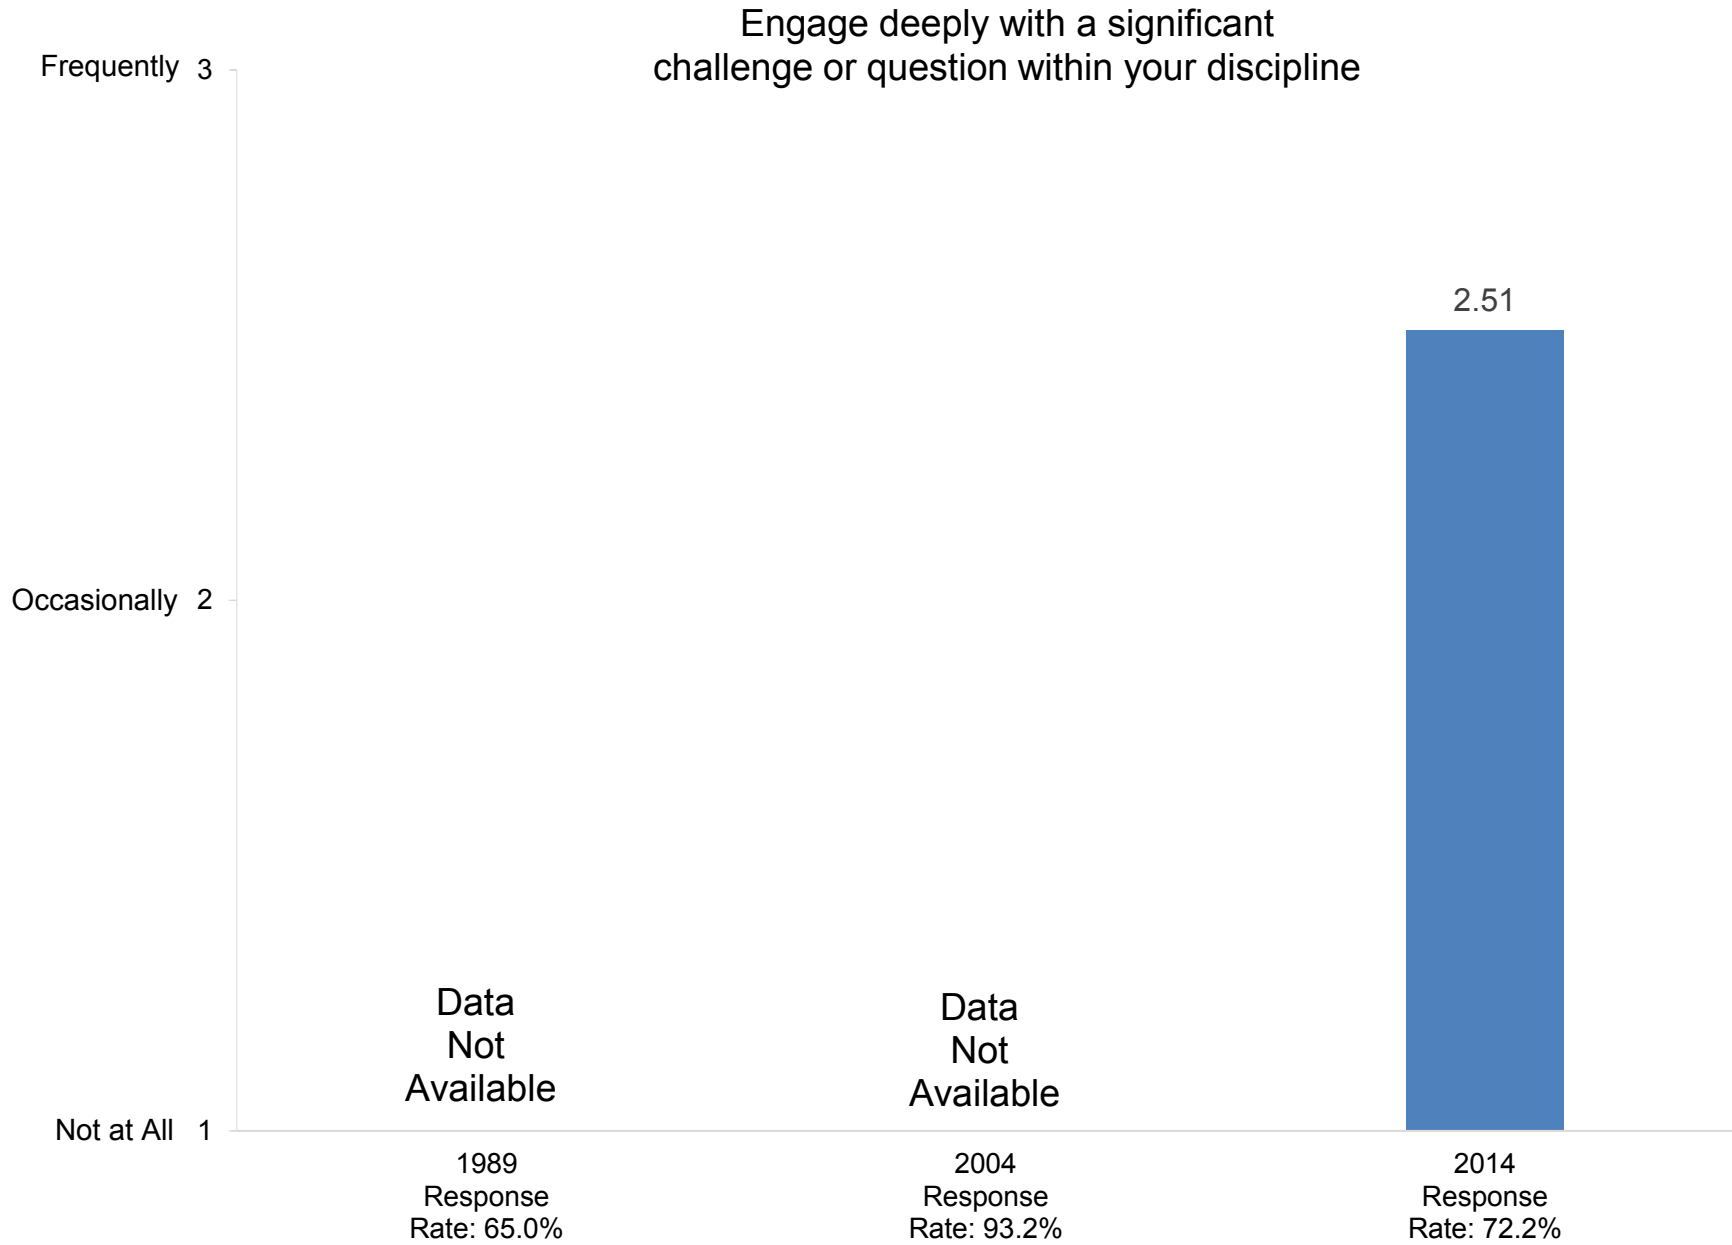 Engage deeply with a significant
challenge or question within your discipline
Frequently 3
2.51
Occasionally 2
Data
Not
Available
Data
Not
Available
Not at All 1
1989
Response
Rate: 65.0%
2004
Response
Rate: 93.2%
2014
Response
Rate: 72.2%